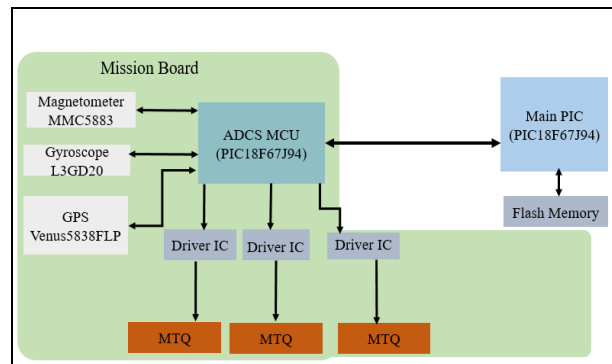 Mission Board
Magnetometer
MMC5883
ADCS MCU
(PIC18F67J94)
Main PIC
(PIC18F67J94)
Gyroscope
L3GD20
GPS
Venus5838FLP
Flash Memory
Driver IC
Driver IC
Driver IC
MTQ
MTQ
MTQ